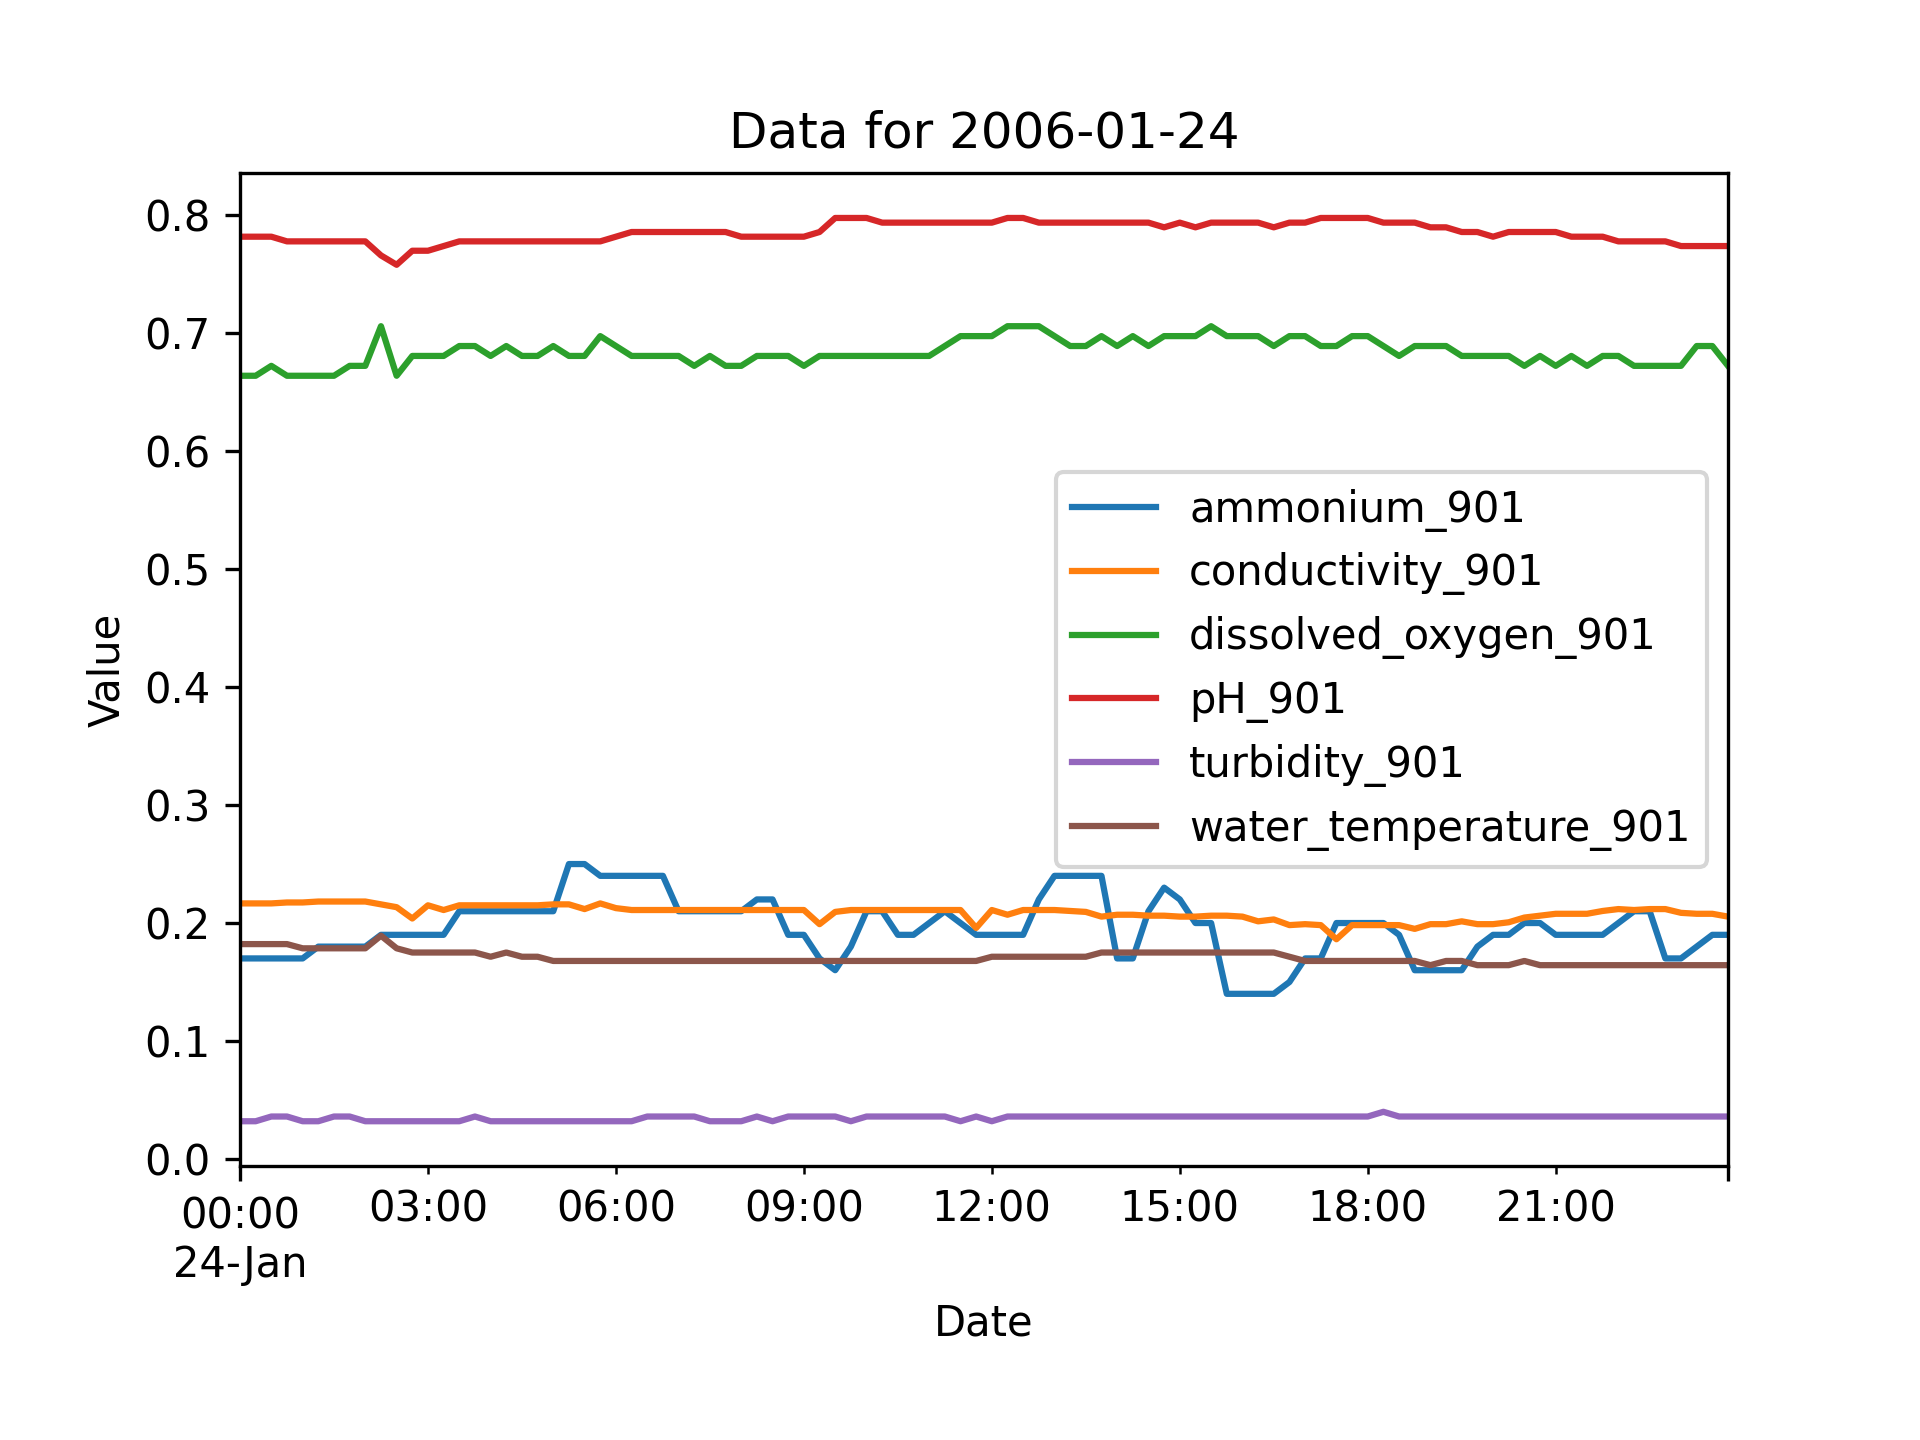 Data for 2006-01-24
0.8
0.7
0.6
0.5
0.4
0.3
0.2
0.1
0.0
Value
ammonium_901
conductivity_901
dissolved_oxygen_901
pH_901
turbidity_901
water_temperature_901
00:00 03:00 06:00 09:00 12:00 15:00 18:00 21:00
24-Jan
Date